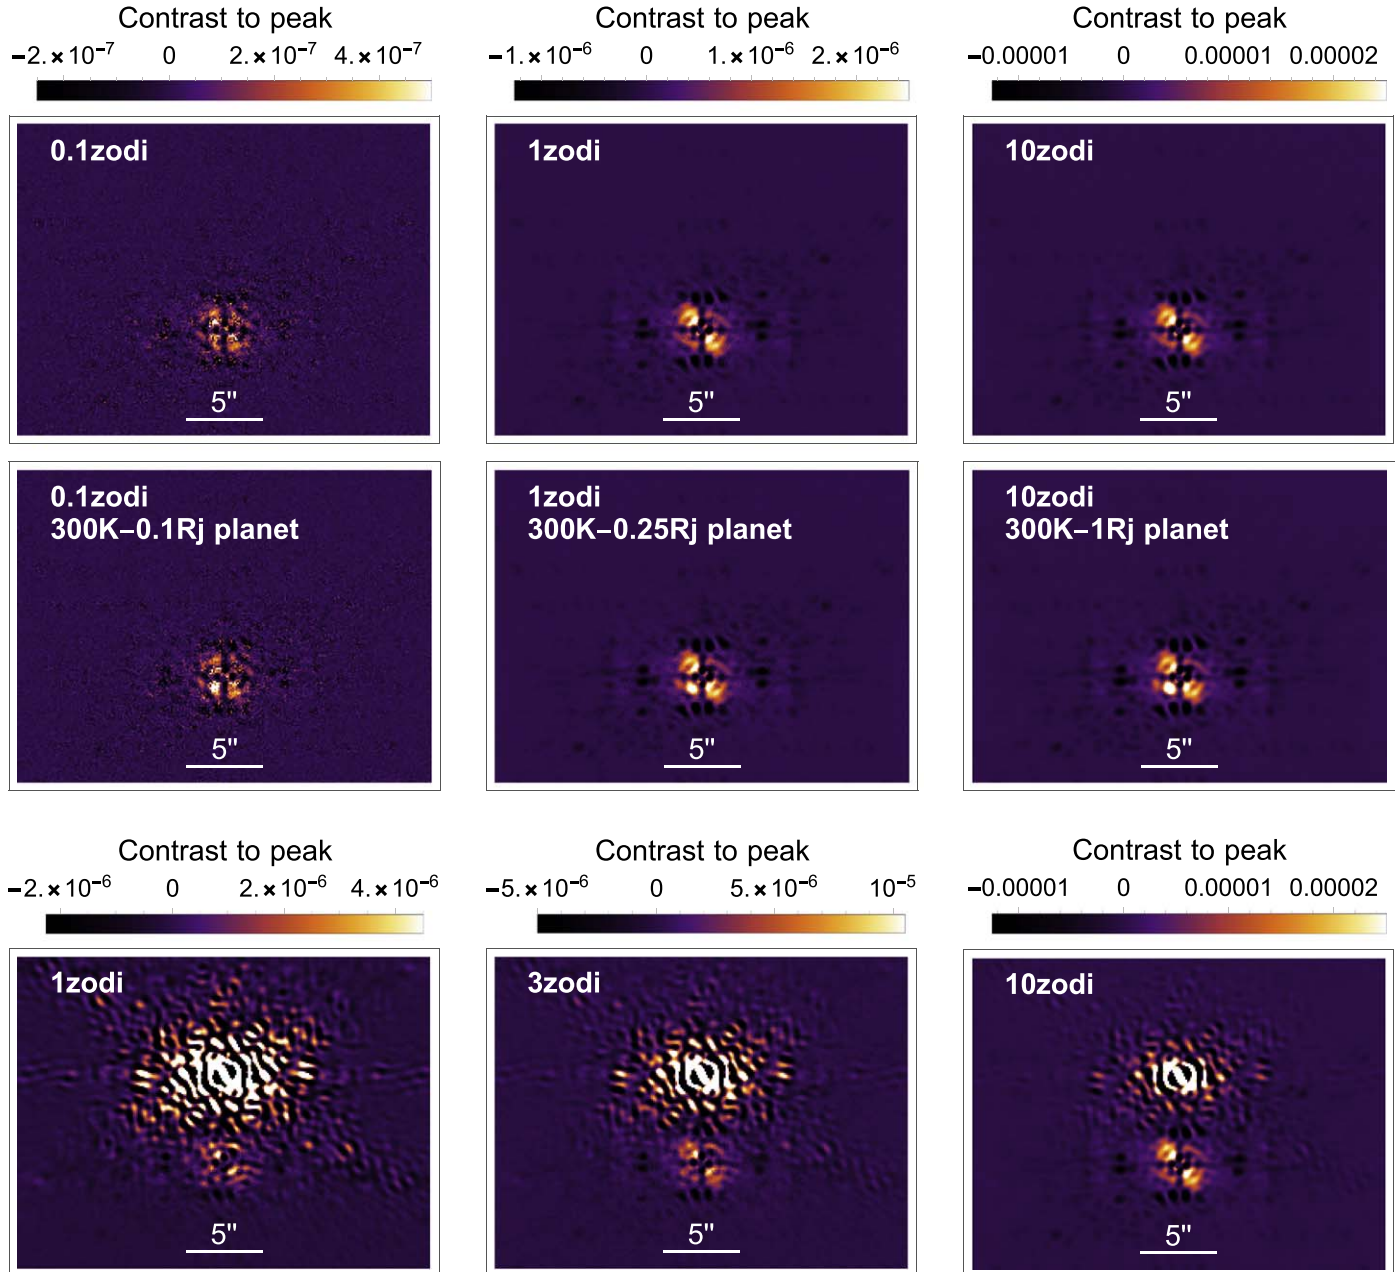 Contrast to peak
−2.×10⁻⁷ 0 2.×10⁻⁷ 4.×10⁻⁷
0.1zodi
5"
Contrast to peak
−1.×10⁻⁶ 0 1.×10⁻⁶ 2.×10⁻⁶
1zodi
5"
Contrast to peak
−0.00001 0 0.00001 0.00002
10zodi
5"
0.1zodi
300K−0.1Rj planet
5"
1zodi
300K−0.25Rj planet
5"
10zodi
300K−1Rj planet
5"
Contrast to peak
−2.×10⁻⁶ 0 2.×10⁻⁶ 4.×10⁻⁶
1zodi
5"
Contrast to peak
−5.×10⁻⁶ 0 5.×10⁻⁶ 10⁻⁵
3zodi
5"
Contrast to peak
−0.00001 0 0.00001 0.00002
10zodi
5"